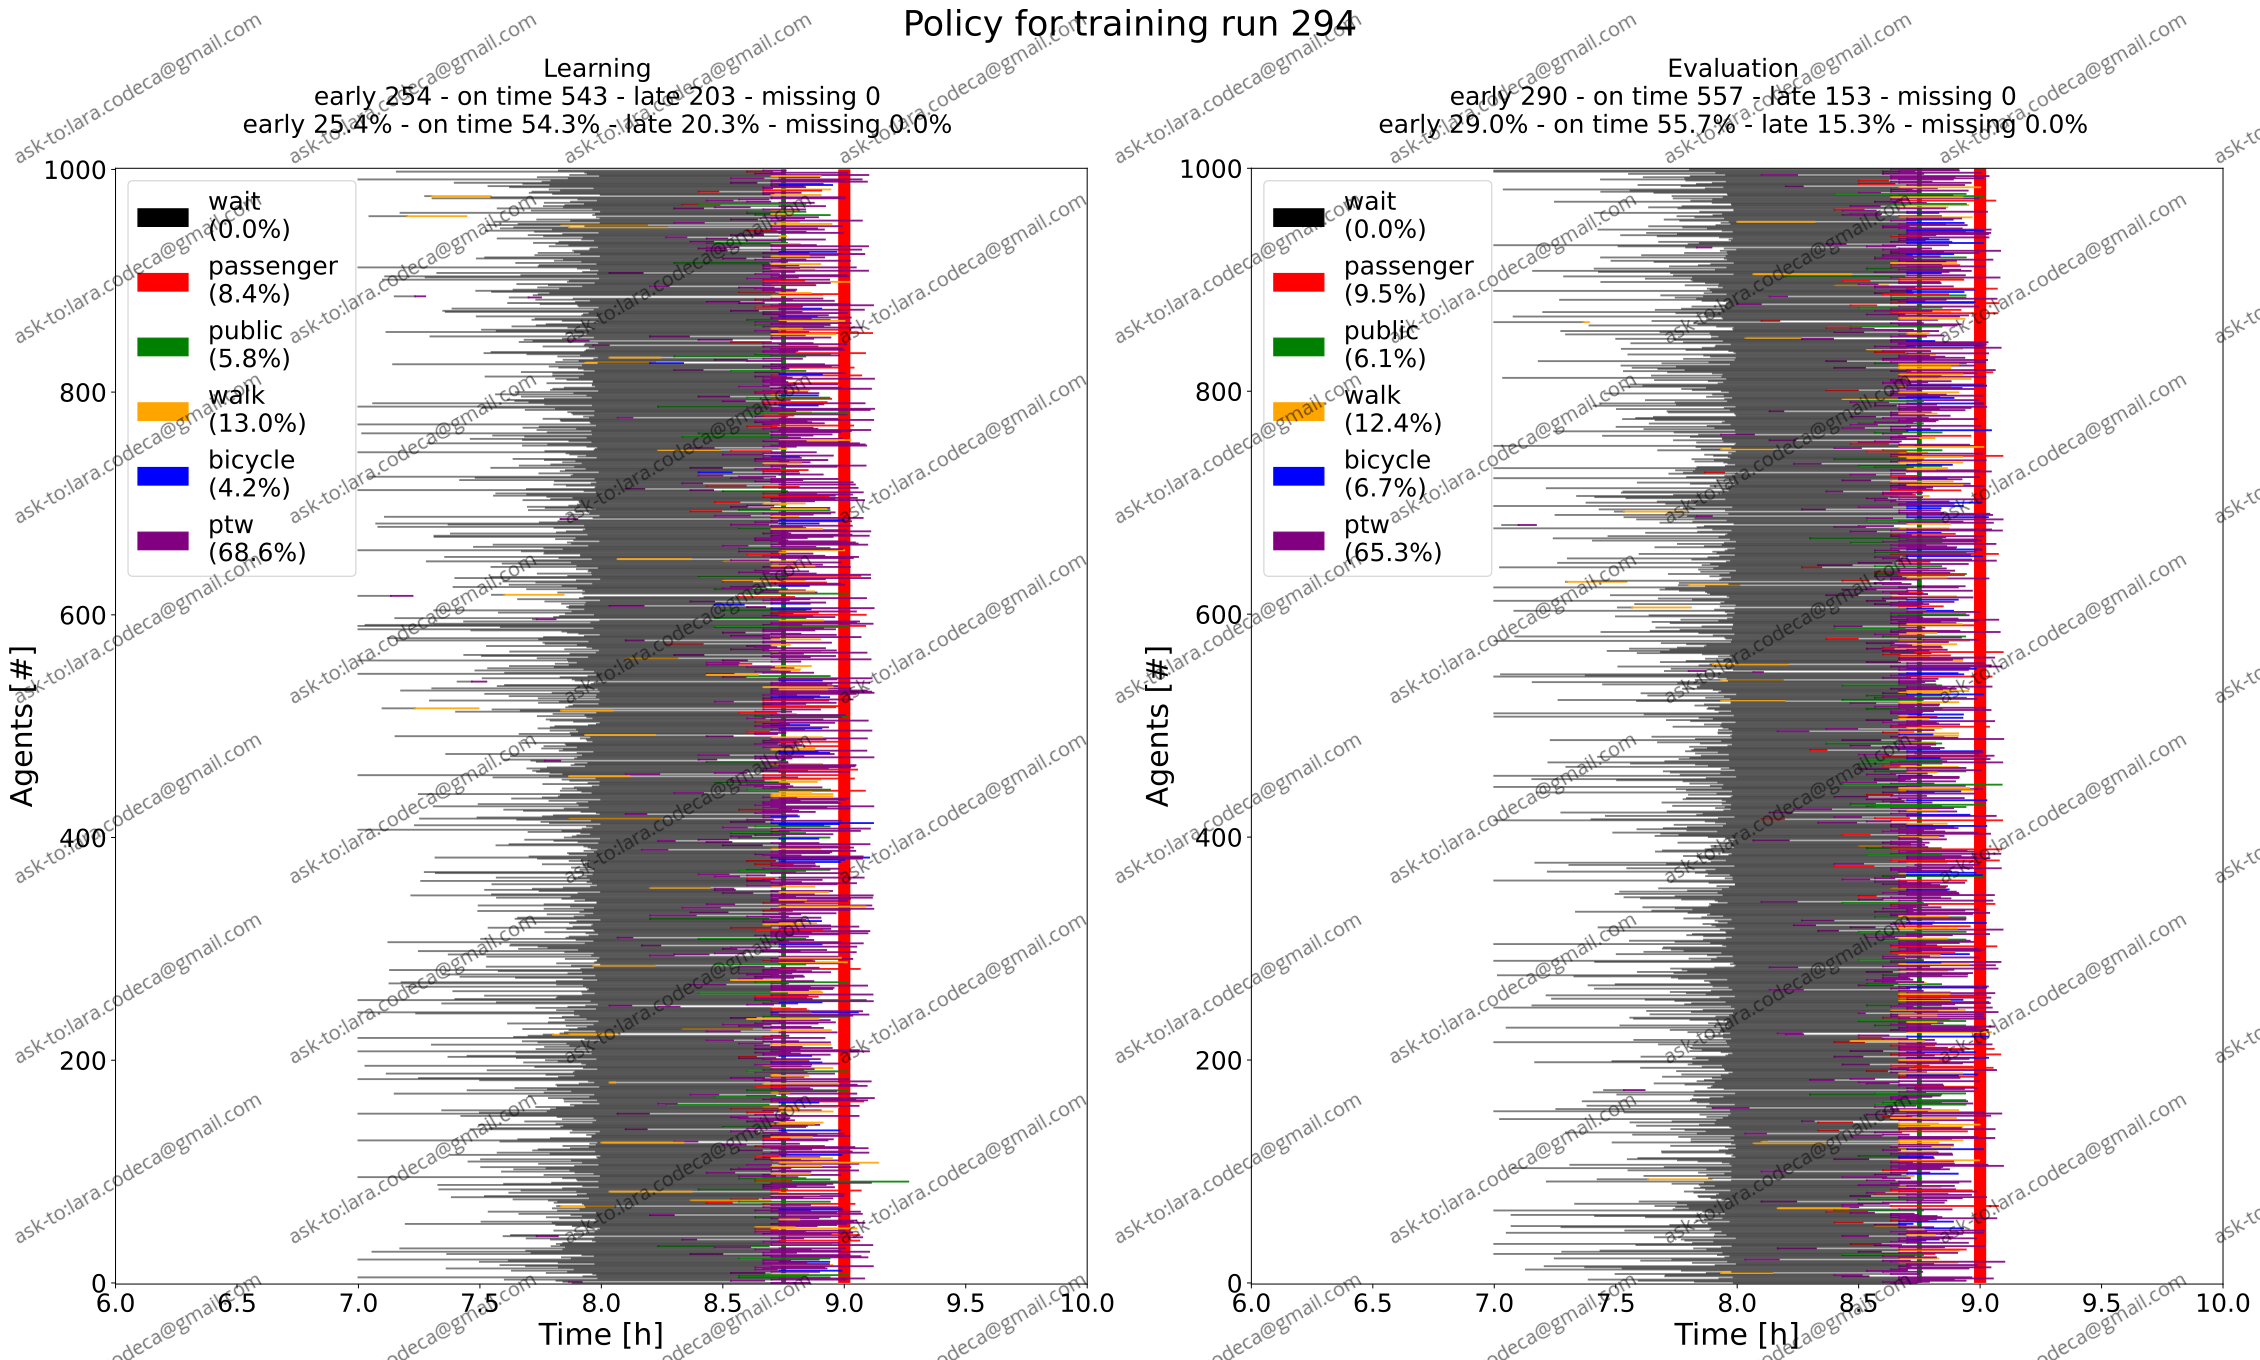 Policy for training run 294
Learning
early 254 - on time 543 - late 203 - missing 0
early 25.4% - on time 54.3% - late 20.3% - missing 0.0%
wait
(0.0%)
passenger
(8.4%)
public
(5.8%)
walk
(13.0%)
bicycle
(4.2%)
ptw
(68.6%)
1000
800
600
400
200
0
Agents [#]
6.0 6.5 7.0 7.5 8.0 8.5 9.0 9.5 10.0
Time [h]
Evaluation
early 290 - on time 557 - late 153 - missing 0
early 29.0% - on time 55.7% - late 15.3% - missing 0.0%
wait
(0.0%)
passenger
(9.5%)
public
(6.1%)
walk
(12.4%)
bicycle
(6.7%)
ptw
(65.3%)
1000
800
600
400
200
0
Agents [#]
6.0 6.5 7.0 7.5 8.0 8.5 9.0 9.5 10.0
Time [h]
ask-to:lara.codeca@gmail.com